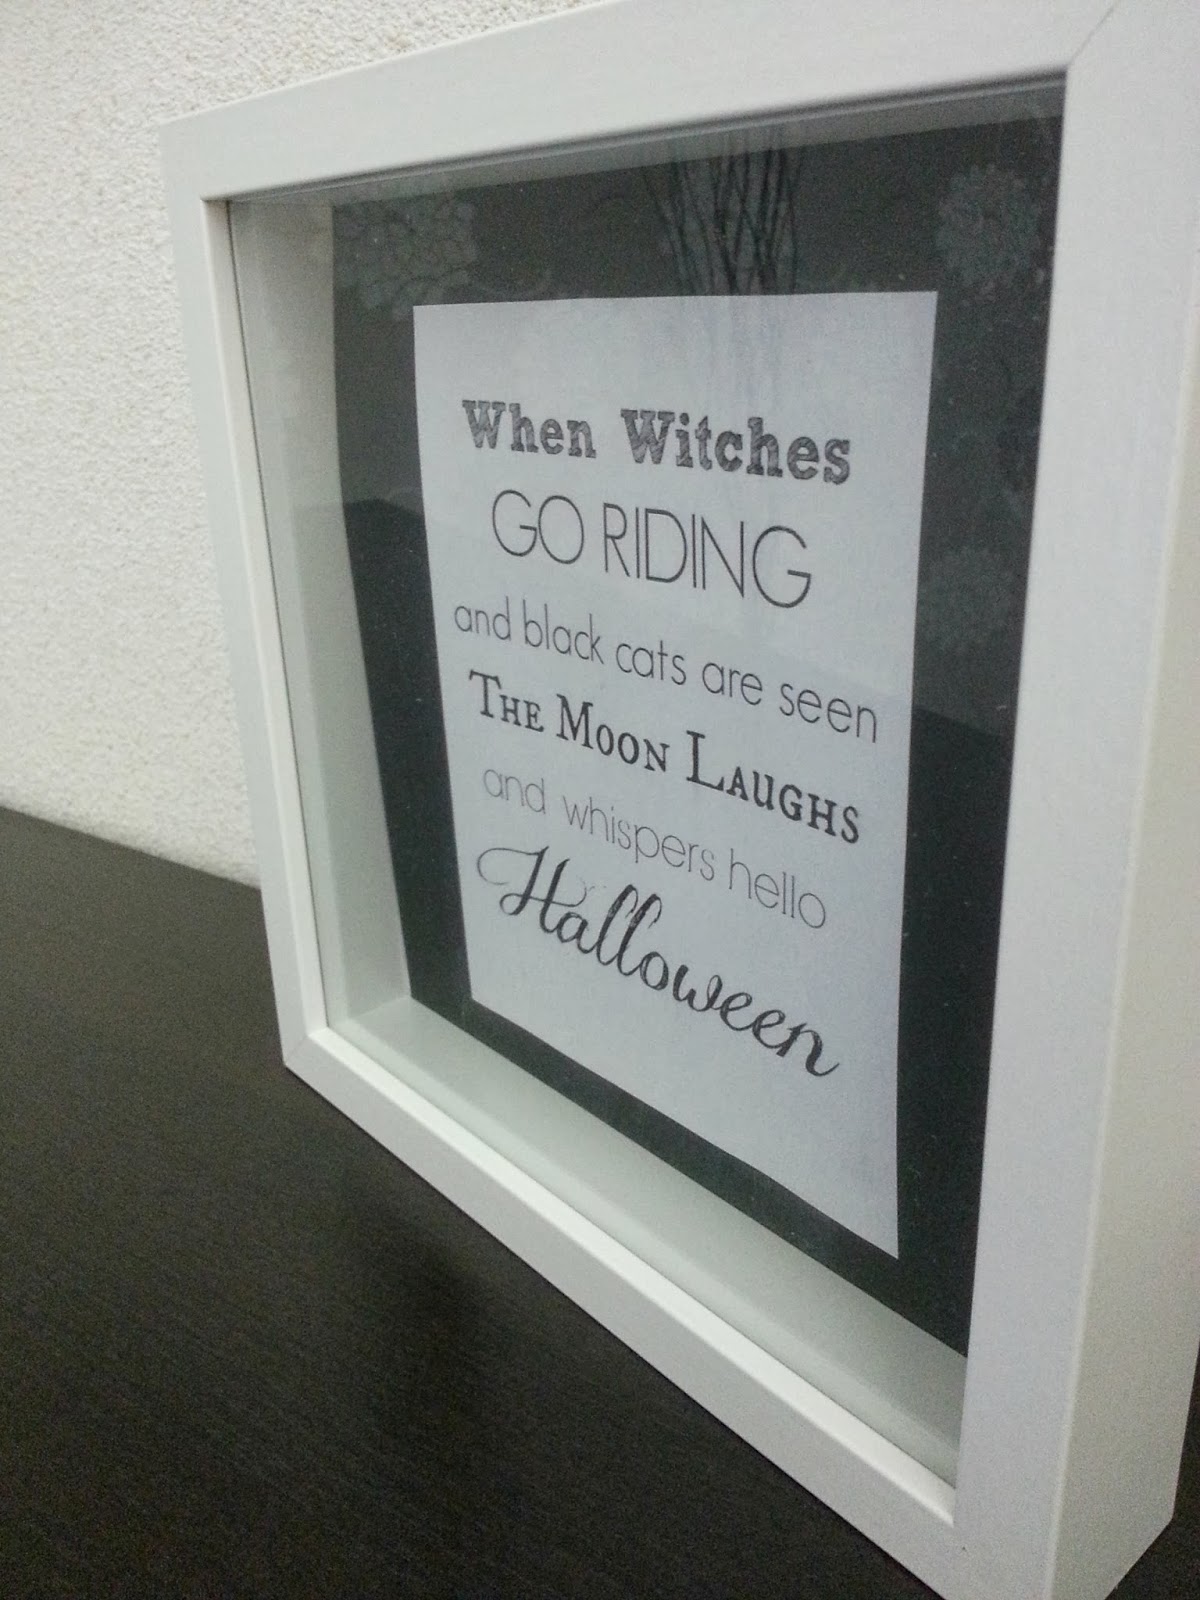 When Witches
GO RIDING
and black cats are seen
THE MOON LAUGHS
and whispers hello
Halloween